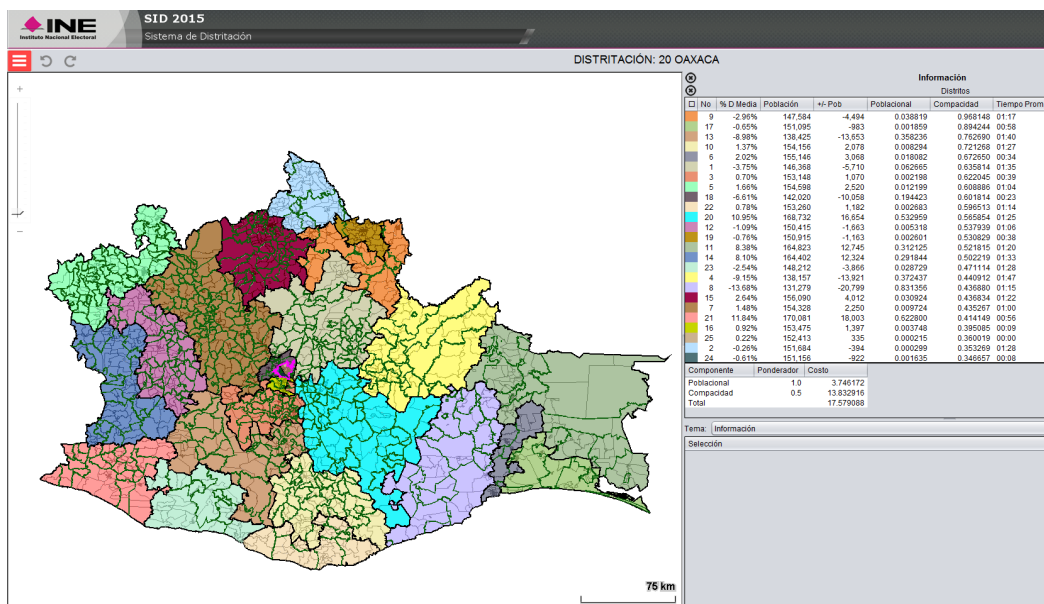 INE
Instituto Nacional Electoral
SID 2015
Sistema de Distritación
DISTRITACIÓN: 20 OAXACA
Información
Distritos
No % D Media Población +/- Pob Poblacional Compacidad Tiempo Prom
9 -2.96% 147,584 -4,494 0.038819 0.968148 01:17
17 -0.65% 151,095 -983 0.001859 0.894244 00:58
13 -8.98% 138,425 -13,653 0.358236 0.762690 01:40
10 1.37% 154,156 2,078 0.008294 0.721268 01:27
6 2.02% 155,146 3,068 0.018082 0.672650 00:34
1 -3.75% 146,368 -5,710 0.062665 0.635814 01:35
3 0.70% 153,148 1,070 0.002198 0.622045 00:39
5 1.66% 154,598 2,520 0.012199 0.608886 01:04
18 -6.61% 142,020 -10,058 0.194423 0.601814 00:23
22 0.78% 153,260 1,182 0.002683 0.596513 01:14
20 10.95% 168,732 16,654 0.532959 0.565854 01:25
12 -1.09% 150,415 -1,663 0.005318 0.537939 01:06
19 -0.76% 150,915 -1,163 0.002601 0.530829 00:38
11 8.38% 164,823 12,745 0.312125 0.521815 01:20
14 8.10% 164,402 12,324 0.291844 0.502219 01:33
23 -2.54% 148,212 -3,866 0.028729 0.471114 01:28
4 -9.15% 138,157 -13,921 0.372437 0.440912 01:47
8 -13.68% 131,279 -20,799 0.831356 0.436880 01:15
15 2.64% 156,090 4,012 0.030924 0.436834 01:22
7 1.48% 154,328 2,250 0.009724 0.435267 01:00
21 11.84% 170,081 18,003 0.622800 0.414149 00:56
16 0.92% 153,475 1,397 0.003748 0.395085 00:09
25 0.22% 152,413 335 0.000215 0.360019 00:00
2 -0.26% 151,684 -394 0.000299 0.353269 01:28
24 -0.61% 151,156 -922 0.001635 0.346657 00:08
Componente Ponderador Costo
Poblacional 1.0 3.746172
Compacidad 0.5 13.832916
Total 17.579088
Tema: Información
Selección
75 km